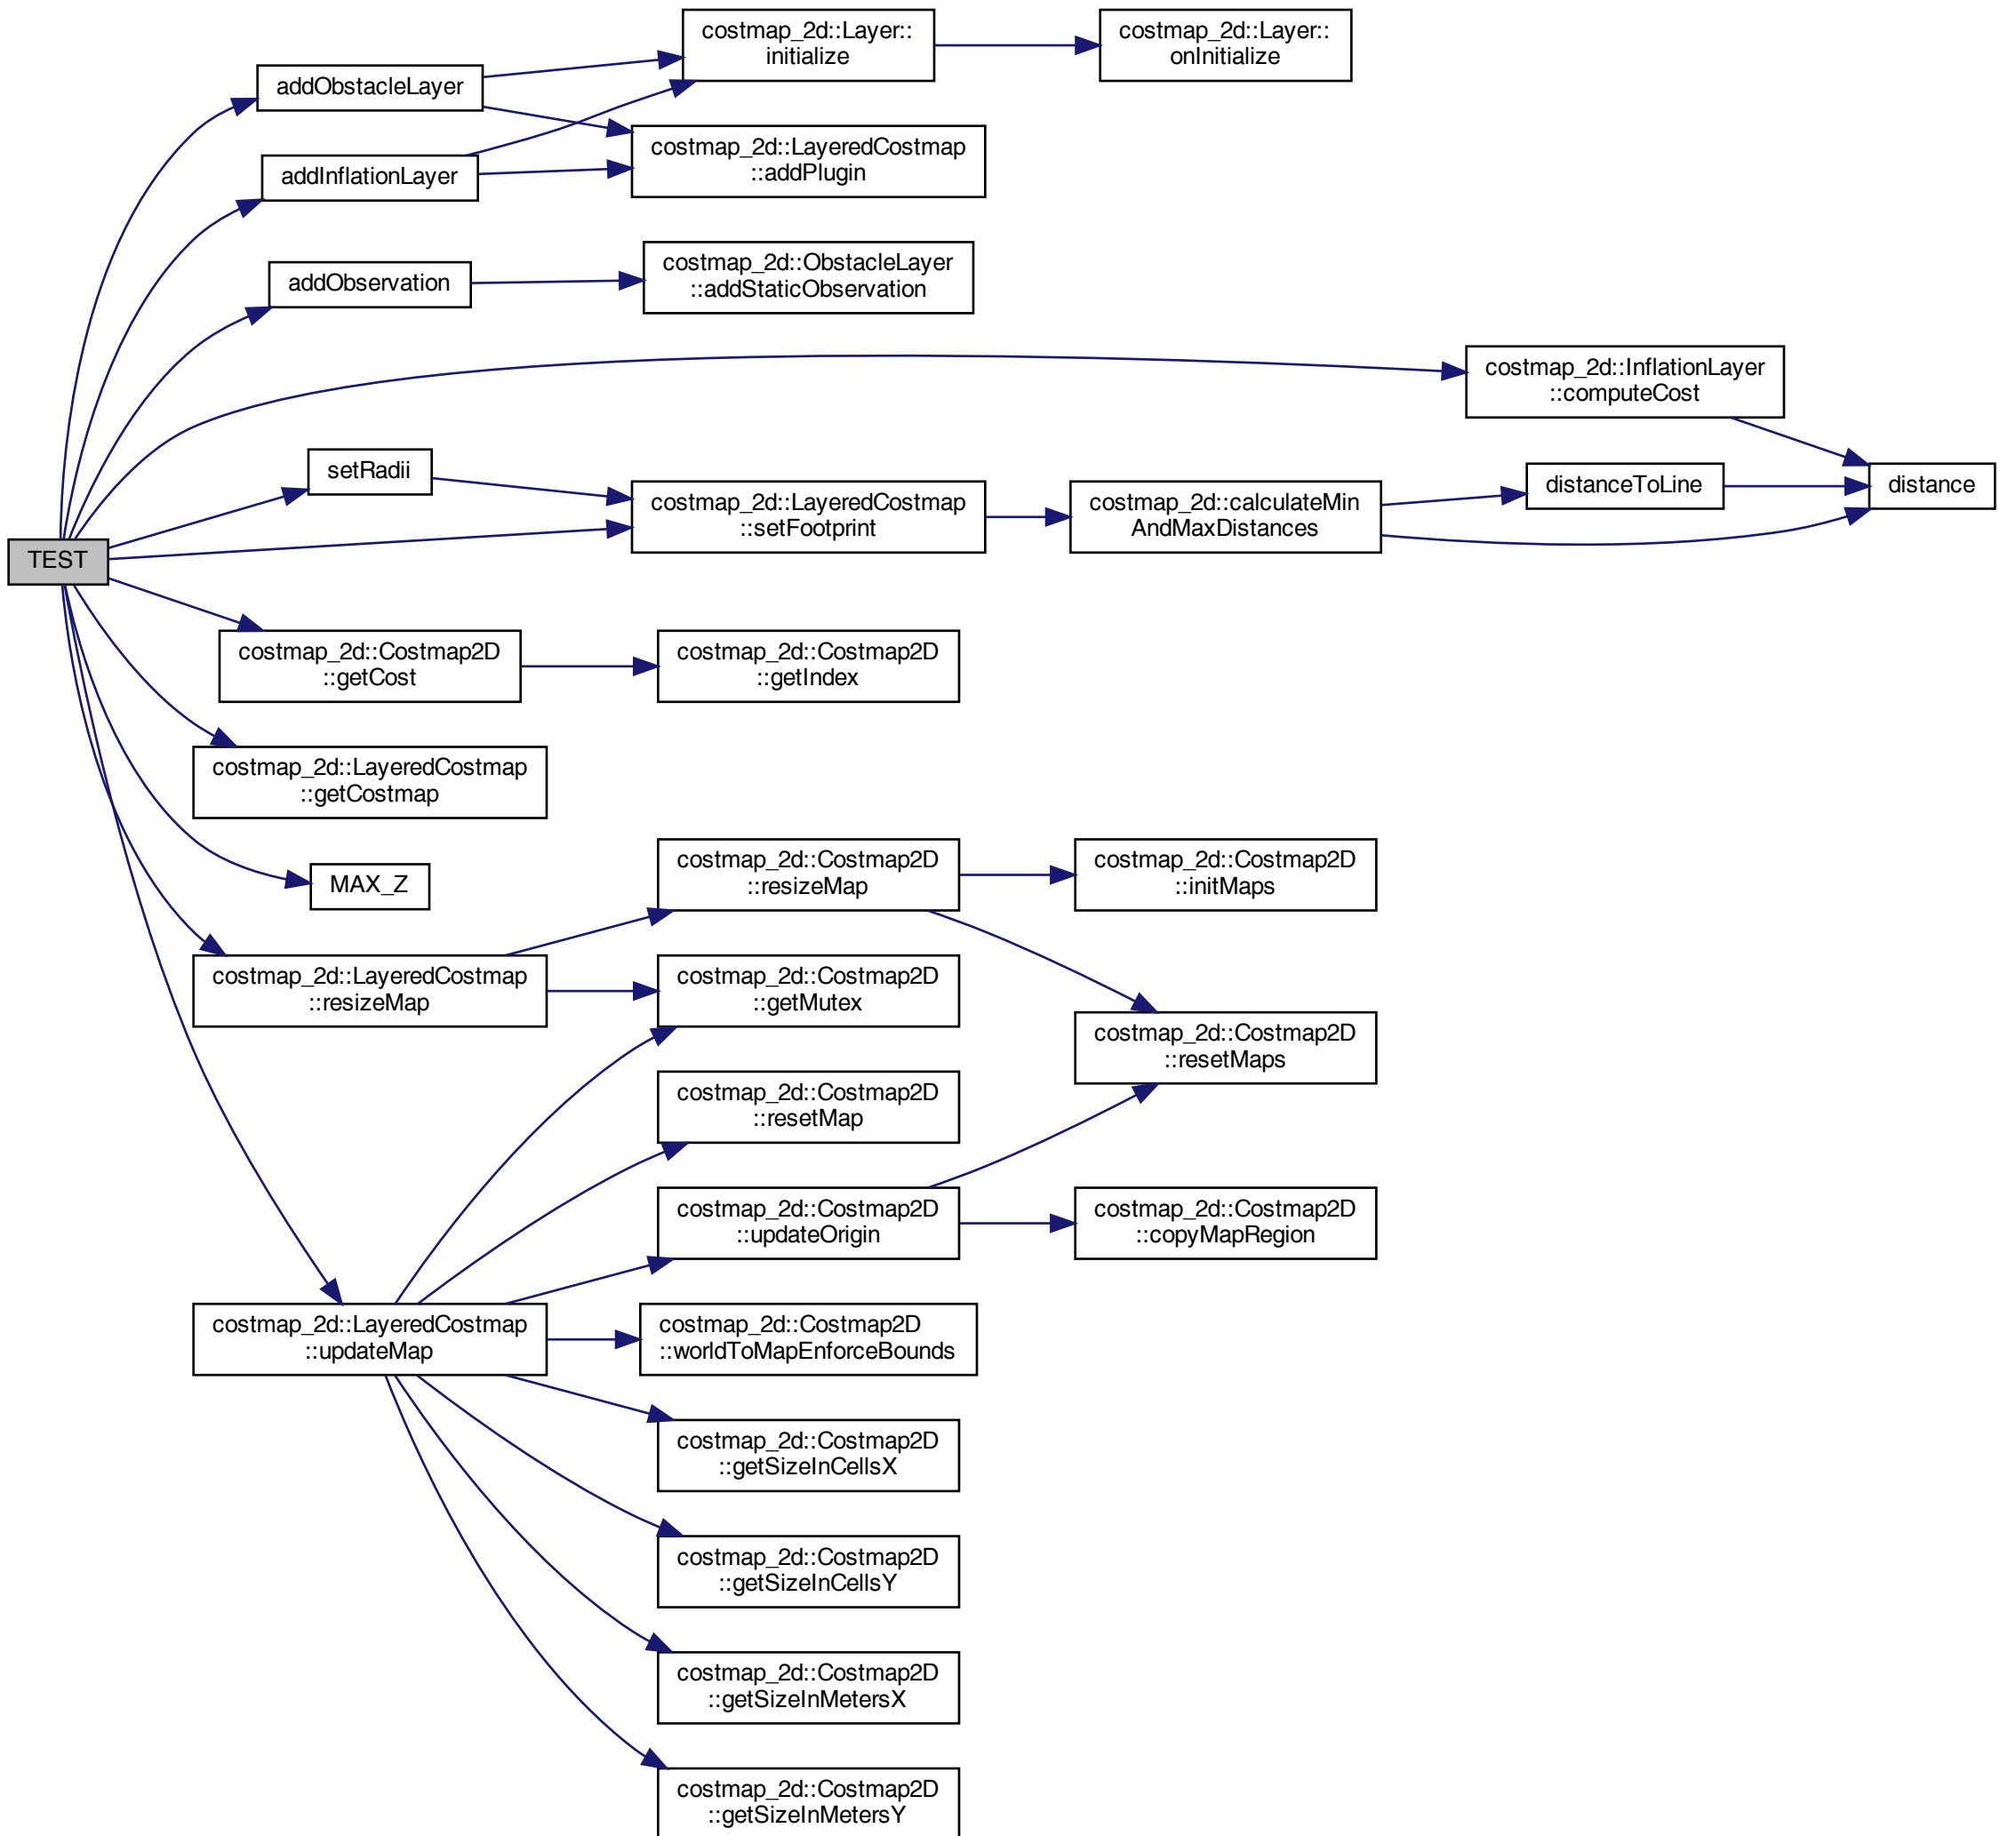 costmap_2d::Layer::
initialize
costmap_2d::Layer::
onInitialize
addObstacleLayer
costmap_2d::LayeredCostmap
::addPlugin
addInflationLayer
addObservation
costmap_2d::ObstacleLayer
::addStaticObservation
costmap_2d::InflationLayer
::computeCost
setRadii
costmap_2d::LayeredCostmap
::setFootprint
costmap_2d::calculateMin
AndMaxDistances
distanceToLine
distance
TEST
costmap_2d::Costmap2D
::getCost
costmap_2d::Costmap2D
::getIndex
costmap_2d::LayeredCostmap
::getCostmap
MAX_Z
costmap_2d::Costmap2D
::resizeMap
costmap_2d::Costmap2D
::initMaps
costmap_2d::LayeredCostmap
::resizeMap
costmap_2d::Costmap2D
::getMutex
costmap_2d::Costmap2D
::resetMaps
costmap_2d::Costmap2D
::resetMap
costmap_2d::Costmap2D
::updateOrigin
costmap_2d::Costmap2D
::copyMapRegion
costmap_2d::LayeredCostmap
::updateMap
costmap_2d::Costmap2D
::worldToMapEnforceBounds
costmap_2d::Costmap2D
::getSizeInCellsX
costmap_2d::Costmap2D
::getSizeInCellsY
costmap_2d::Costmap2D
::getSizeInMetersX
costmap_2d::Costmap2D
::getSizeInMetersY